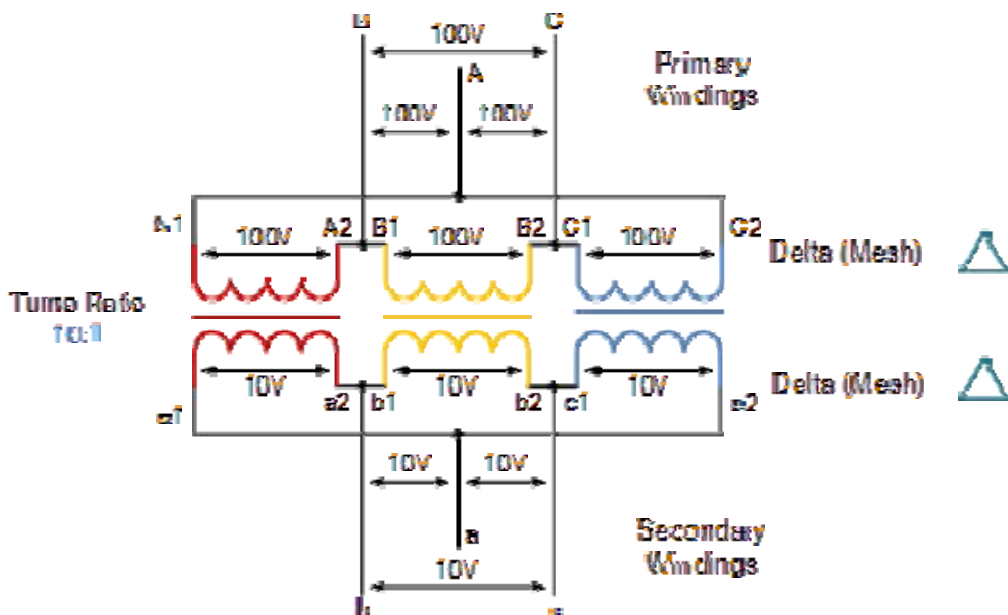 B C
100V
A
Primary
Windings
100V 100V
A1 A2 B1 B2 C1 C2
100V 100V 100V
Delta (Mesh)
Turns Ratio
10:1
10V 10V 10V
Delta (Mesh)
a1 a2 b1 b2 c1
10V 10V
a
Secondary
Windings
10V